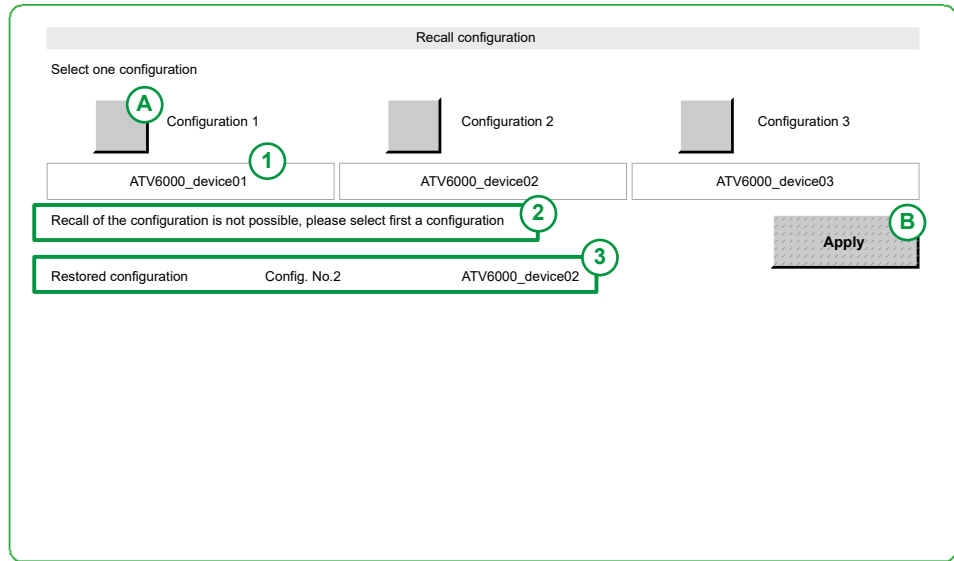 Recall configuration
Select one configuration
A
Configuration 1
Configuration 2
Configuration 3
1
ATV6000_device01
ATV6000_device02
ATV6000_device03
Recall of the configuration is not possible, please select first a configuration
2
B
Apply
3
Restored configuration Config. No.2 ATV6000_device02